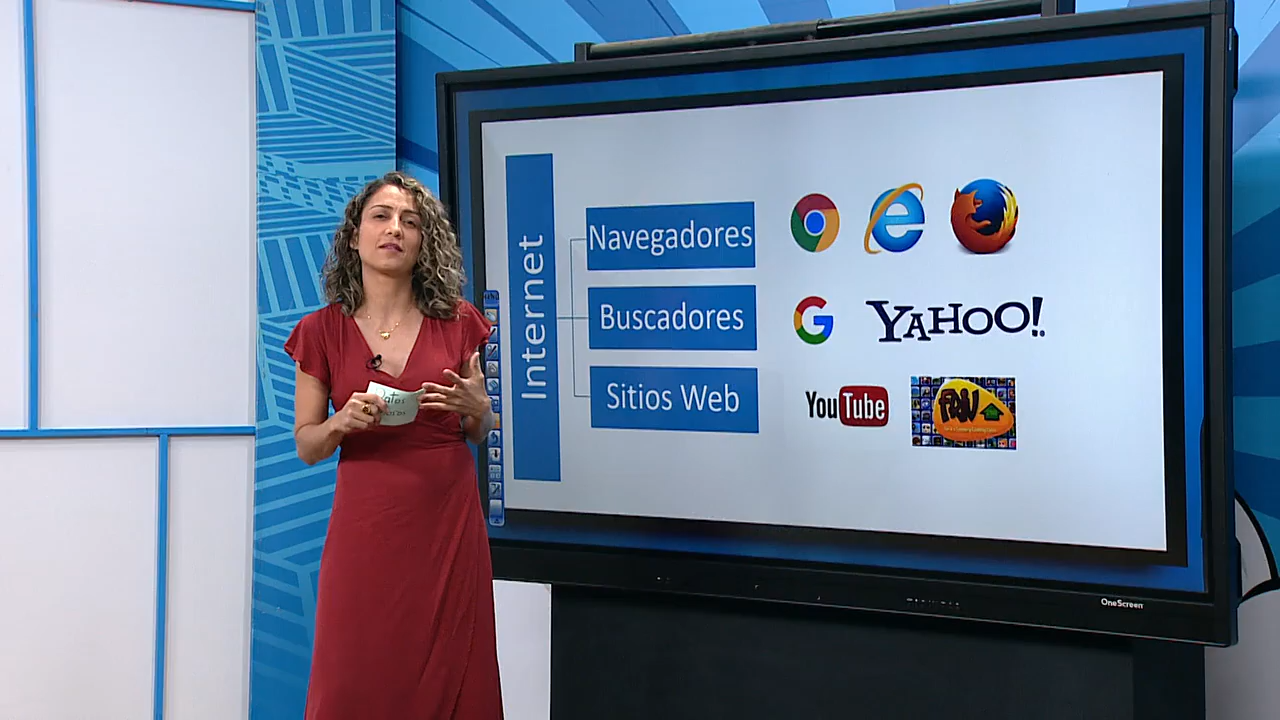 Internet
Navegadores
Buscadores
YAHOO!
Sitios Web
YouTube
OneScreen